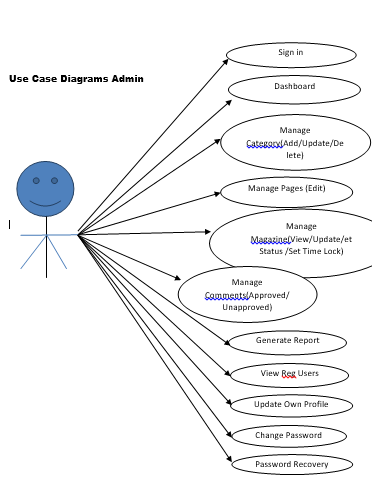 Use Case Diagrams Admin
Sign in
Dashboard
Manage
Category(Add/Update/De
lete)
Manage Pages (Edit)
Manage
Magazine(View/Update/et
Status /Set Time Lock)
Manage
Comments(Approved/
Unapproved)
Generate Report
View Reg Users
Update Own Profile
Change Password
Password Recovery